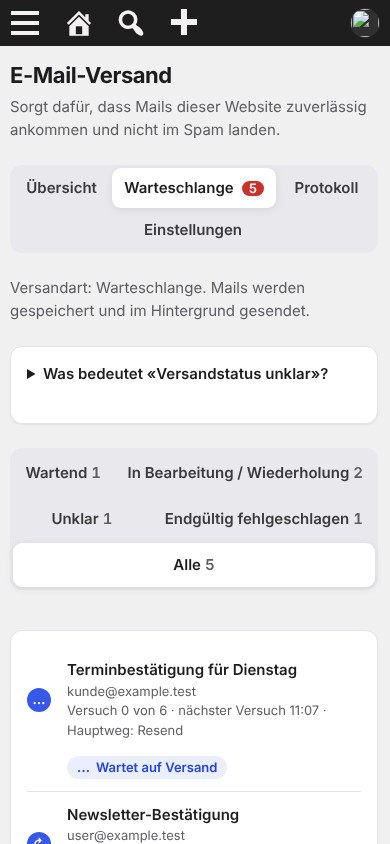 E-Mail-Versand
Sorgt dafür, dass Mails dieser Website zuverlässig
ankommen und nicht im Spam landen.
Übersicht
Warteschlange 5
Protokoll
Einstellungen
Versandart: Warteschlange. Mails werden
gespeichert und im Hintergrund gesendet.
Was bedeutet «Versandstatus unklar»?
Wartend 1
In Bearbeitung / Wiederholung 2
Unklar 1
Endgültig fehlgeschlagen 1
Alle 5
Terminbestätigung für Dienstag
kunde@example.test
Versuch 0 von 6 · nächster Versuch 11:07 ·
Hauptweg: Resend
… Wartet auf Versand
Newsletter-Bestätigung
user@example.test